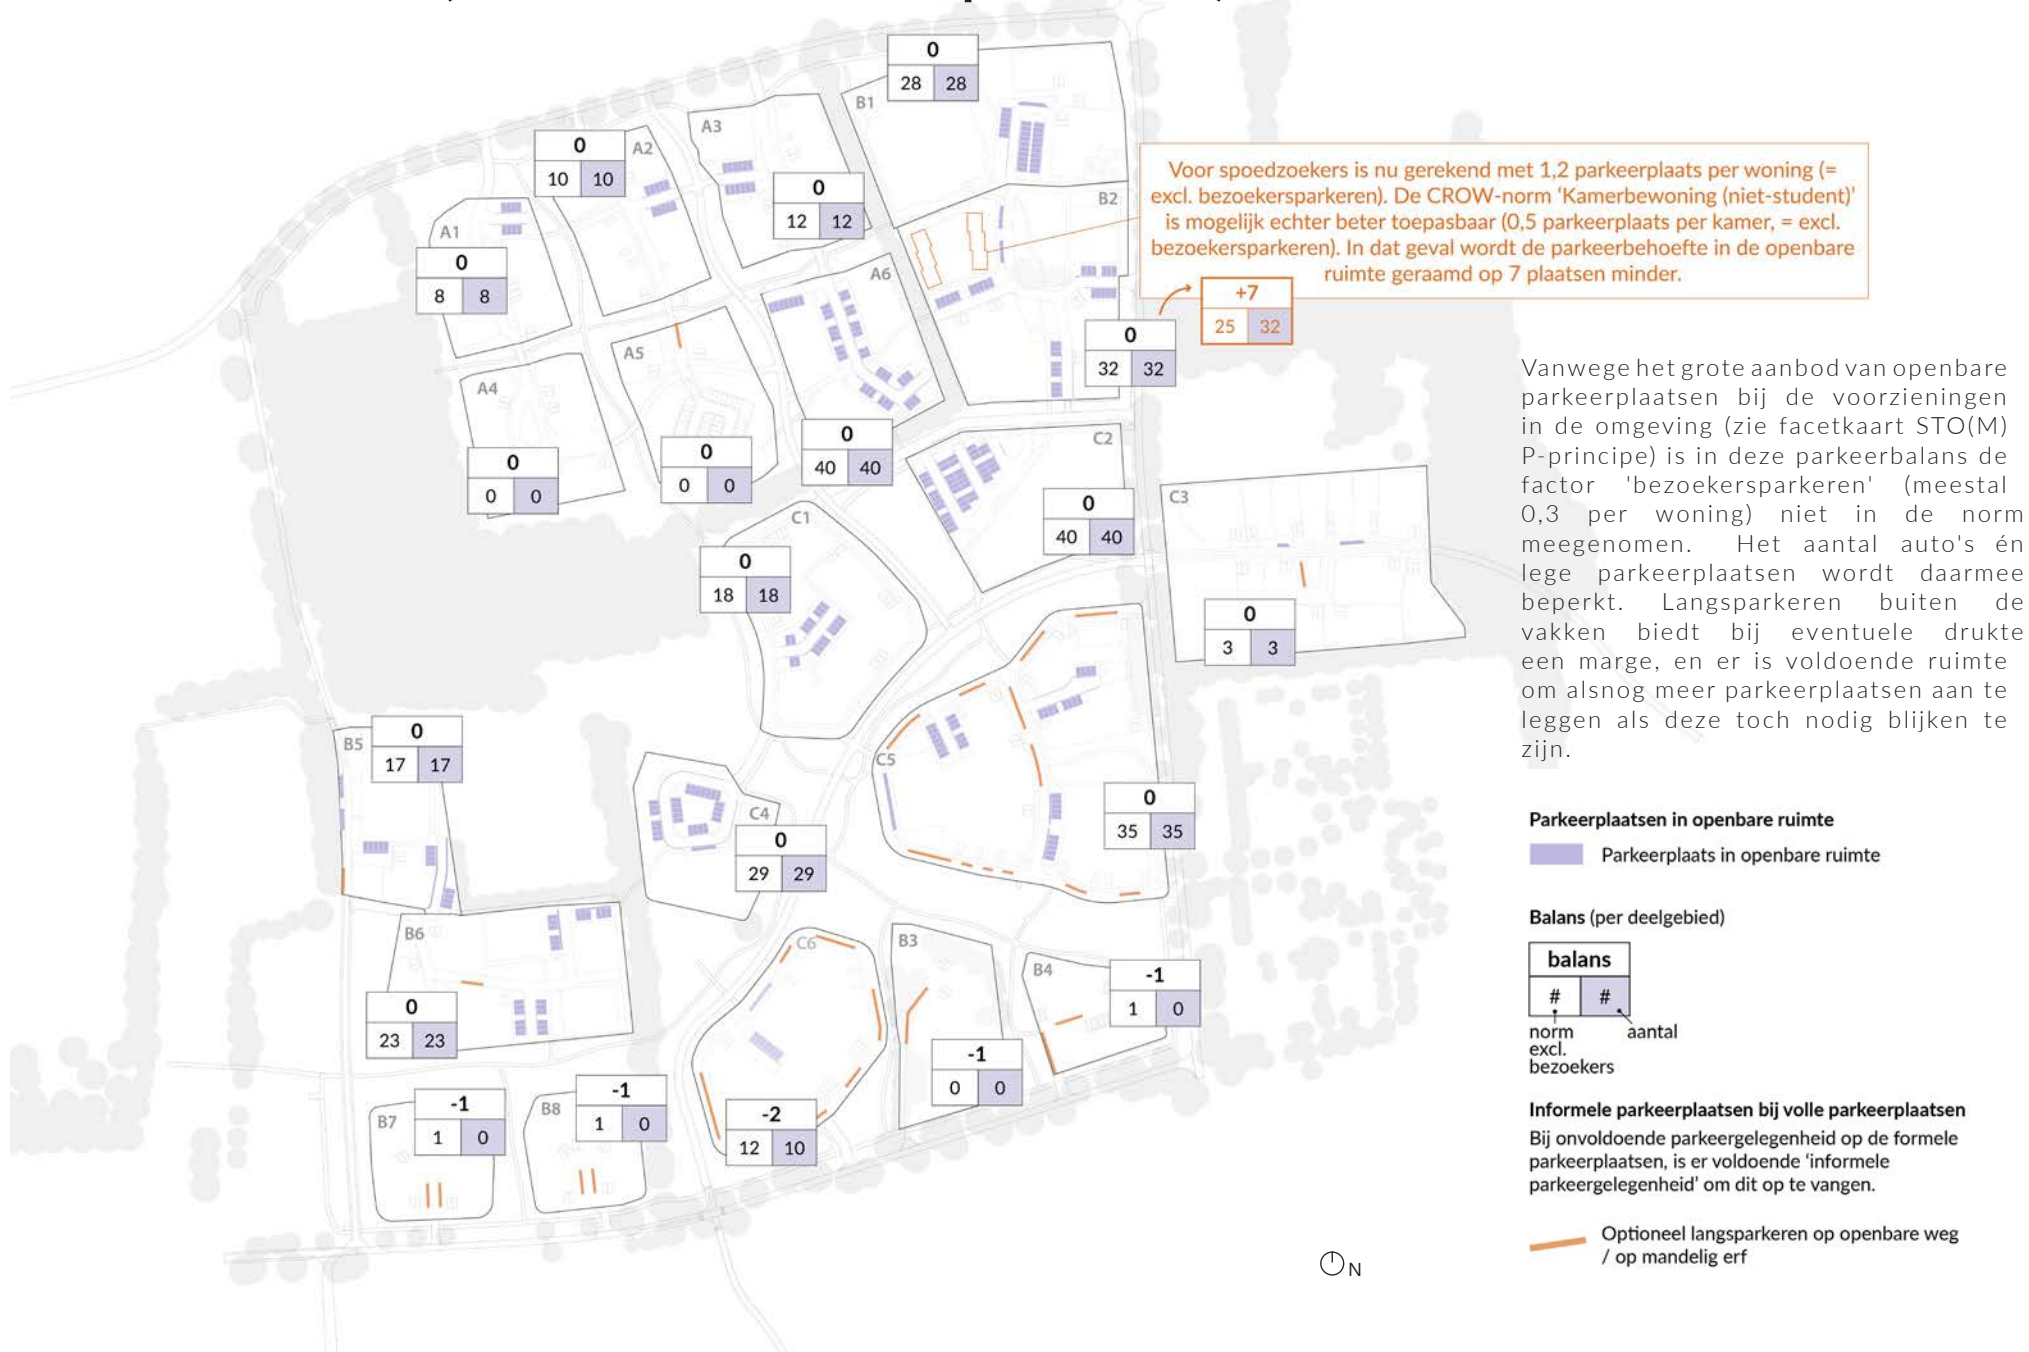 0
28 28
B1
A3
0
A2
10 10
0
12 12
B2
A1
0
8 8
A6
Voor spoedzoekers is nu gerekend met 1,2 parkeerplaats per woning (=
excl. bezoekersparkeren). De CROW-norm ‘Kamerbewoning (niet-student)’
is mogelijk echter beter toepasbaar (0,5 parkeerplaats per kamer, = excl.
bezoekersparkeren). In dat geval wordt de parkeerbehoefte in de openbare
ruimte geraamd op 7 plaatsen minder.
+7
25 32
0
32 32
A5
A4
0
0 0
0
0 0
0
40 40
C2
0
40 40
C3
C1
0
18 18
0
3 3
B5
0
17 17
C5
C4
0
29 29
0
35 35
B6
0
23 23
C6
B3
B4
-1
1 0
-1
0 0
B7
-1
1 0
B8
-1
1 0
-2
12 10
N
Vanwege het grote aanbod van openbare
parkeerplaatsen bij de voorzieningen
in de omgeving (zie facetkaart STO(M)
P-principe) is in deze parkeerbalans de
factor 'bezoekersparkeren' (meestal
0,3 per woning) niet in de norm
meegenomen. Het aantal auto's én
lege parkeerplaatsen wordt daarmee
beperkt. Langsparkeren buiten de
vakken biedt bij eventuele drukte
een marge, en er is voldoende ruimte
om alsnog meer parkeerplaatsen aan te
leggen als deze toch nodig blijken te
zijn.
Parkeerplaatsen in openbare ruimte
Parkeerplaats in openbare ruimte
Balans (per deelgebied)
balans
# #
norm aantal
excl.
bezoekers
Informele parkeerplaatsen bij volle parkeerplaatsen
Bij onvoldoende parkeergelegenheid op de formele
parkeerplaatsen, is er voldoende ‘informele
parkeergelegenheid’ om dit op te vangen.
Optioneel langsparkeren op openbare weg
/ op mandelig erf